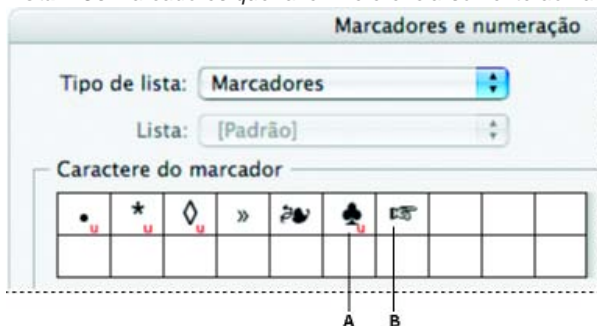 Marcadores e numeração
Tipo de lista: Marcadores
Lista: [Padrão]
Caractere do marcador
• u * u ◊ u » ❧ ♣ u ☞
A B